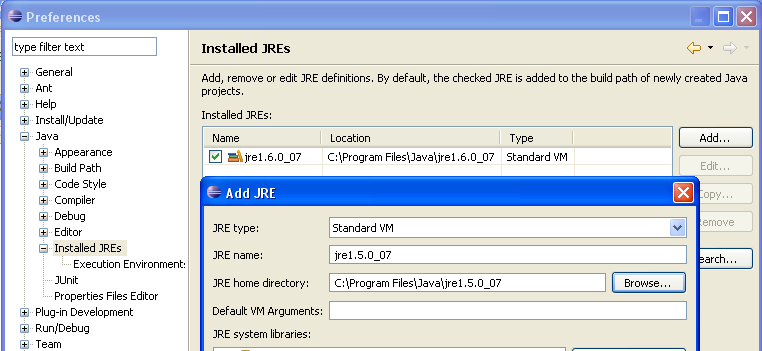 Preferences
type filter text
General
Ant
Help
Install/Update
Java
Appearance
Build Path
Code Style
Compiler
Debug
Editor
Installed JREs
Execution Environments
JUnit
Properties Files Editor
Plug-in Development
Run/Debug
Team
Installed JREs
Add, remove or edit JRE definitions. By default, the checked JRE is added to the build path of newly created Java
projects.
Installed JREs:
Name Location Type
jre1.6.0_07 C:\Program Files\Java\jre1.6.0_07 Standard VM
Add...
Edit...
Copy...
Remove
earch...
Add JRE
JRE type: Standard VM
JRE name: jre1.5.0_07
JRE home directory: C:\Program Files\Java\jre1.5.0_07 Browse...
Default VM Arguments:
JRE system libraries: